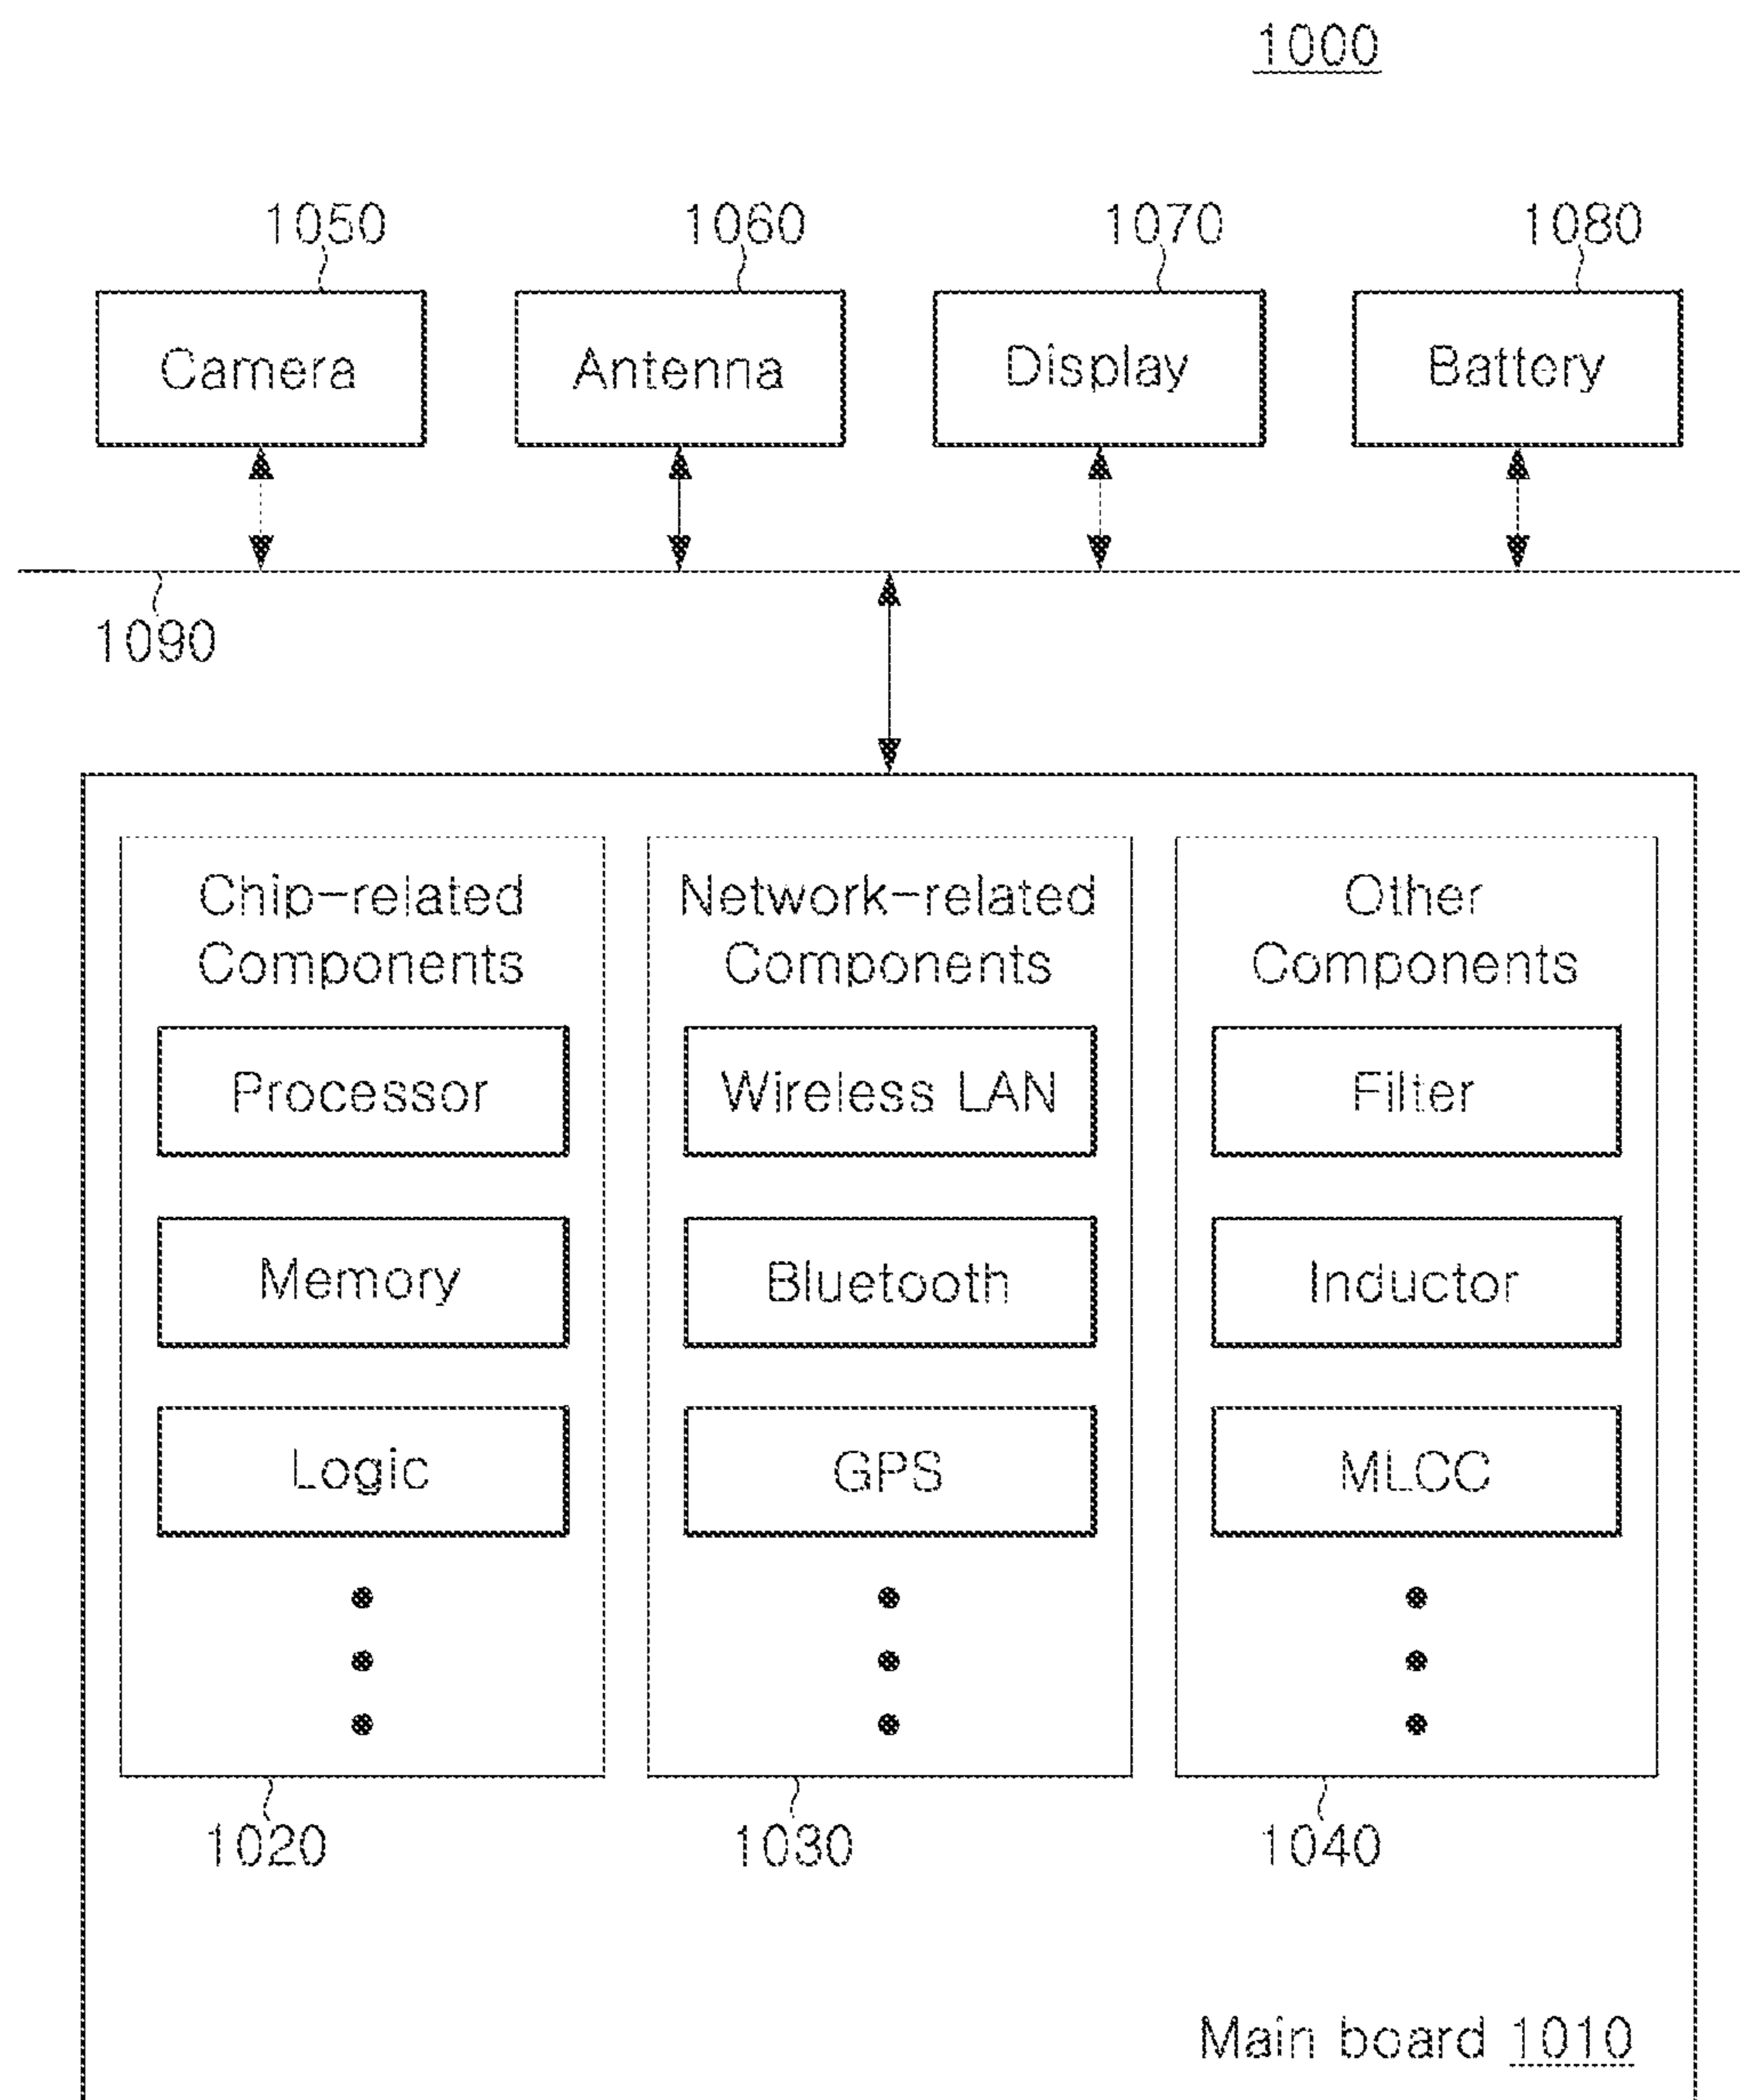 1000
1050 1060 1070 1080
Camera Antenna Display Battery
1090
Chip-related
Components
Processor
Memory
Logic
1020
Network-related
Components
Wireless LAN
Bluetooth
GPS
1030
Other
Components
Filter
Inductor
MLCC
1040
Main board 1010